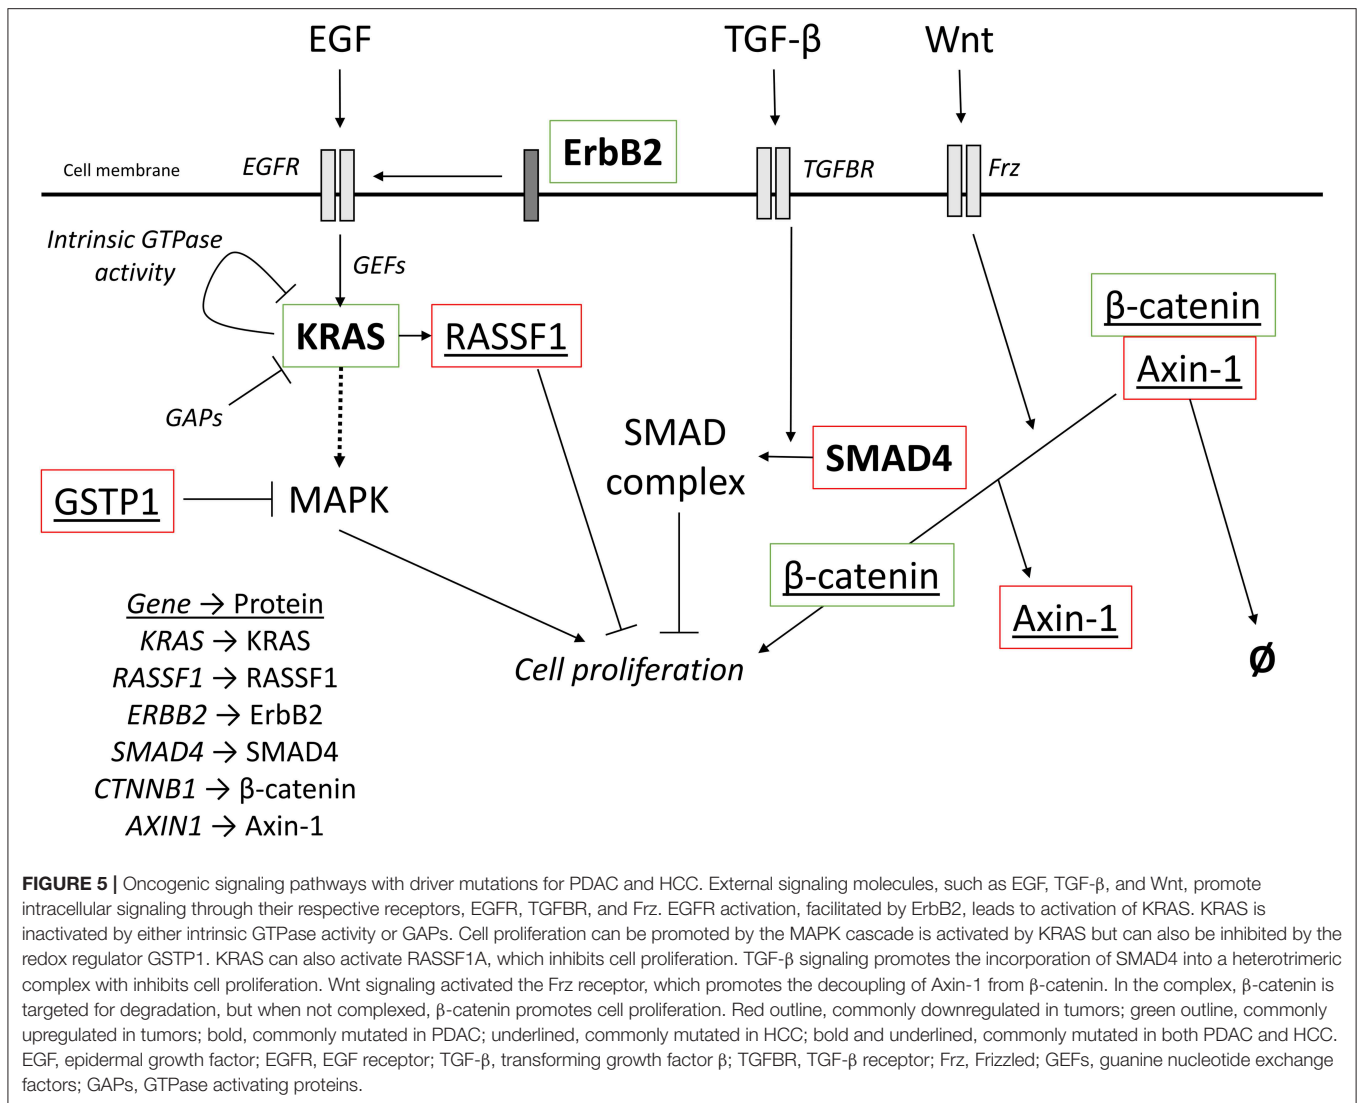 EGF
TGF-β
Wnt
ErbB2
Cell membrane
EGFR
TGFBR
Frz
Intrinsic GTPase
activity
GEFs
β-catenin
KRAS
RASSF1
Axin-1
GAPs
SMAD
complex
SMAD4
GSTP1
MAPK
β-catenin
Axin-1
Ø
Cell proliferation
Gene → Protein
KRAS → KRAS
RASSF1 → RASSF1
ERBB2 → ErbB2
SMAD4 → SMAD4
CTNNB1 → β-catenin
AXIN1 → Axin-1
FIGURE 5 | Oncogenic signaling pathways with driver mutations for PDAC and HCC. External signaling molecules, such as EGF, TGF-β, and Wnt, promote
intracellular signaling through their respective receptors, EGFR, TGFBR, and Frz. EGFR activation, facilitated by ErbB2, leads to activation of KRAS. KRAS is
inactivated by either intrinsic GTPase activity or GAPs. Cell proliferation can be promoted by the MAPK cascade is activated by KRAS but can also be inhibited by the
redox regulator GSTP1. KRAS can also activate RASSF1A, which inhibits cell proliferation. TGF-β signaling promotes the incorporation of SMAD4 into a heterotrimeric
complex with inhibits cell proliferation. Wnt signaling activated the Frz receptor, which promotes the decoupling of Axin-1 from β-catenin. In the complex, β-catenin is
targeted for degradation, but when not complexed, β-catenin promotes cell proliferation. Red outline, commonly downregulated in tumors; green outline, commonly
upregulated in tumors; bold, commonly mutated in PDAC; underlined, commonly mutated in HCC; bold and underlined, commonly mutated in both PDAC and HCC.
EGF, epidermal growth factor; EGFR, EGF receptor; TGF-β, transforming growth factor β; TGFBR, TGF-β receptor; Frz, Frizzled; GEFs, guanine nucleotide exchange
factors; GAPs, GTPase activating proteins.